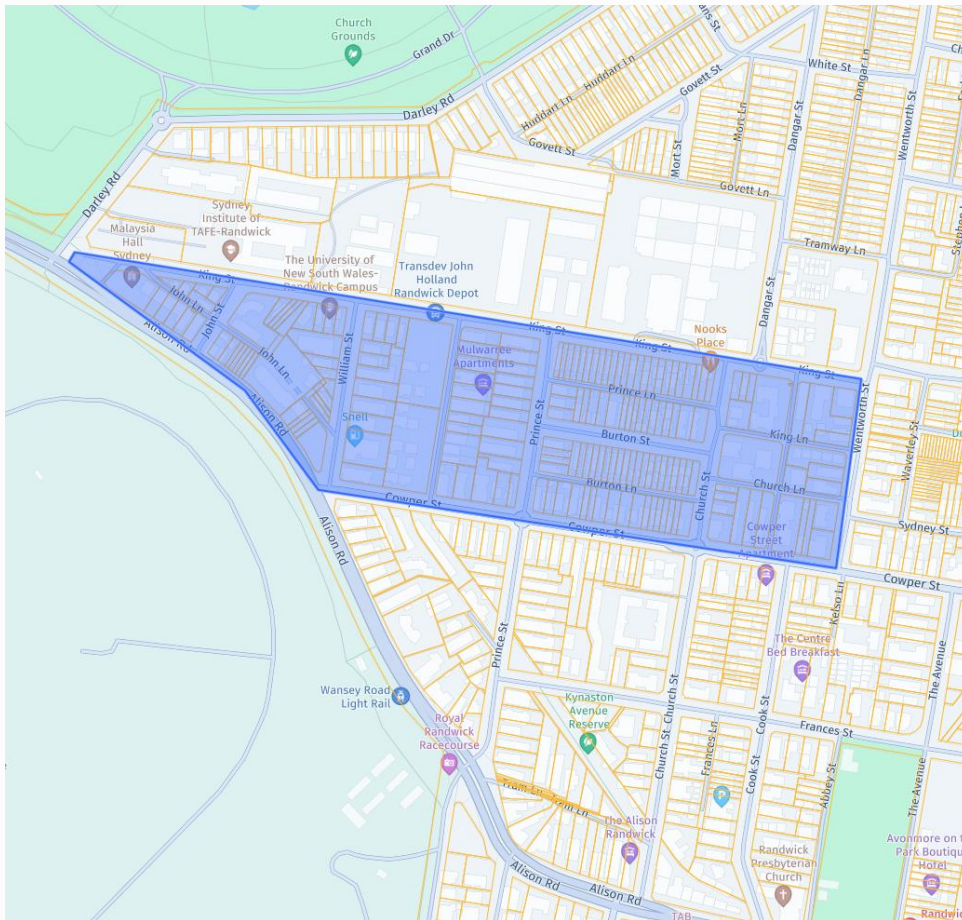 Church
Grounds
Grand Dr
Darley Rd
Huddart Ln
Huddart Ln
Govett St
White St
Dangar St
Dangar Ln
Wentworth St
Mort Ln
Mort St
Govett St
Govett Ln
Tramway Ln
Darley Rd
Sydney
Institute of
TAFE-Randwick
Malaysia
Hall
Sydney
The University of
New South Wales-
Randwick Campus
Transdev John
Holland
Randwick Depot
King St
King St
King St
King St
Dangar St
Nooks
Place
John Ln
John St
John Ln
Alison Rd
Alison Rd
William St
Mulwarree
Apartments
Shell
Prince Ln
Prince St
Burton St
Burton Ln
Church St
King Ln
Church Ln
Wentworth St
Waverley St
Sydney St
Cowper St
Cowper St
Cowper
Street
Apartment
Cowper St
Alison Rd
Kelso Ln
The Avenue
The Centre
Bed Breakfast
Prince St
Wansey Road
Light Rail
Royal
Randwick
Racecourse
Kynaston
Avenue
Reserve
Church St
Church St
Cook St
Cook St
Frances St
Frances Ln
Abbey St
The Avenue
Tram Ln
Tram Ln
The Alison
Randwick
Randwick
Presbyterian
Church
Avonmore on t
Park Boutiqu
Hotel
Alison Rd
Alison Rd
TAB
Randwi